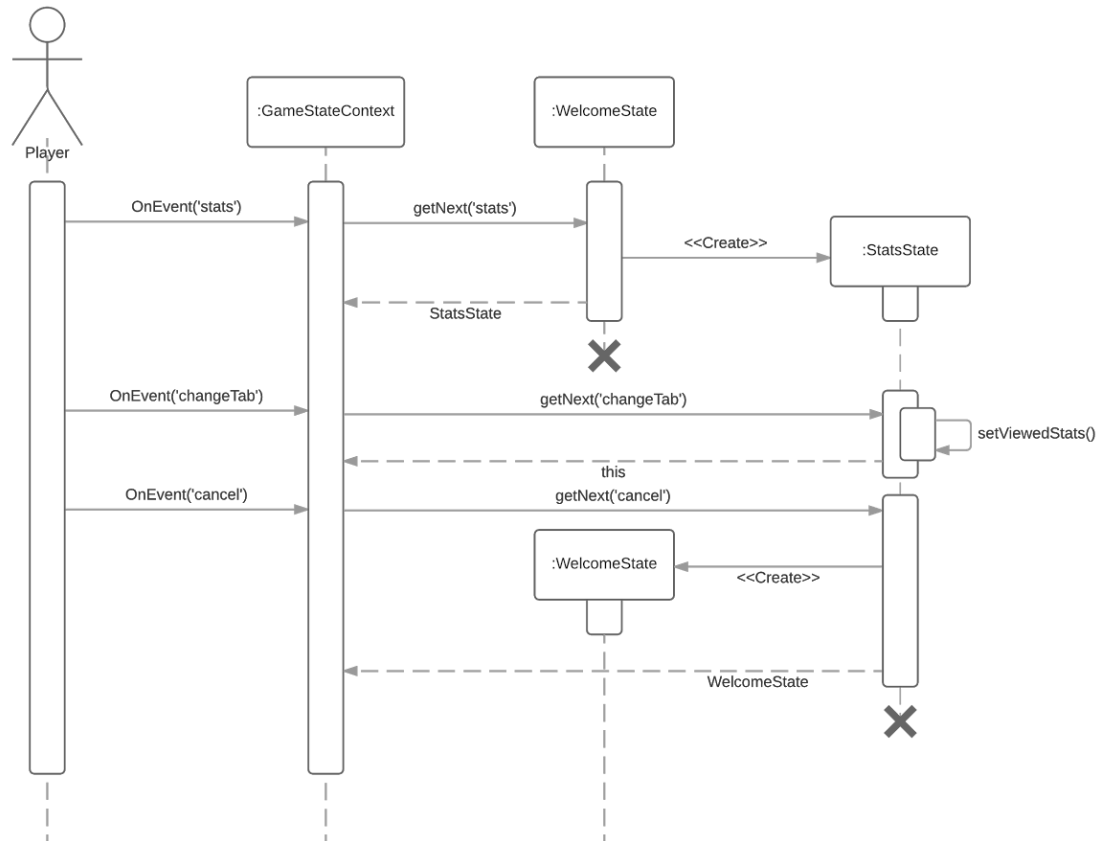 Player
:GameStateContext
:WelcomeState
OnEvent('stats')
getNext('stats')
<<Create>>
:StatsState
StatsState
OnEvent('changeTab')
getNext('changeTab')
setViewedStats()
this
OnEvent('cancel')
getNext('cancel')
:WelcomeState
<<Create>>
WelcomeState